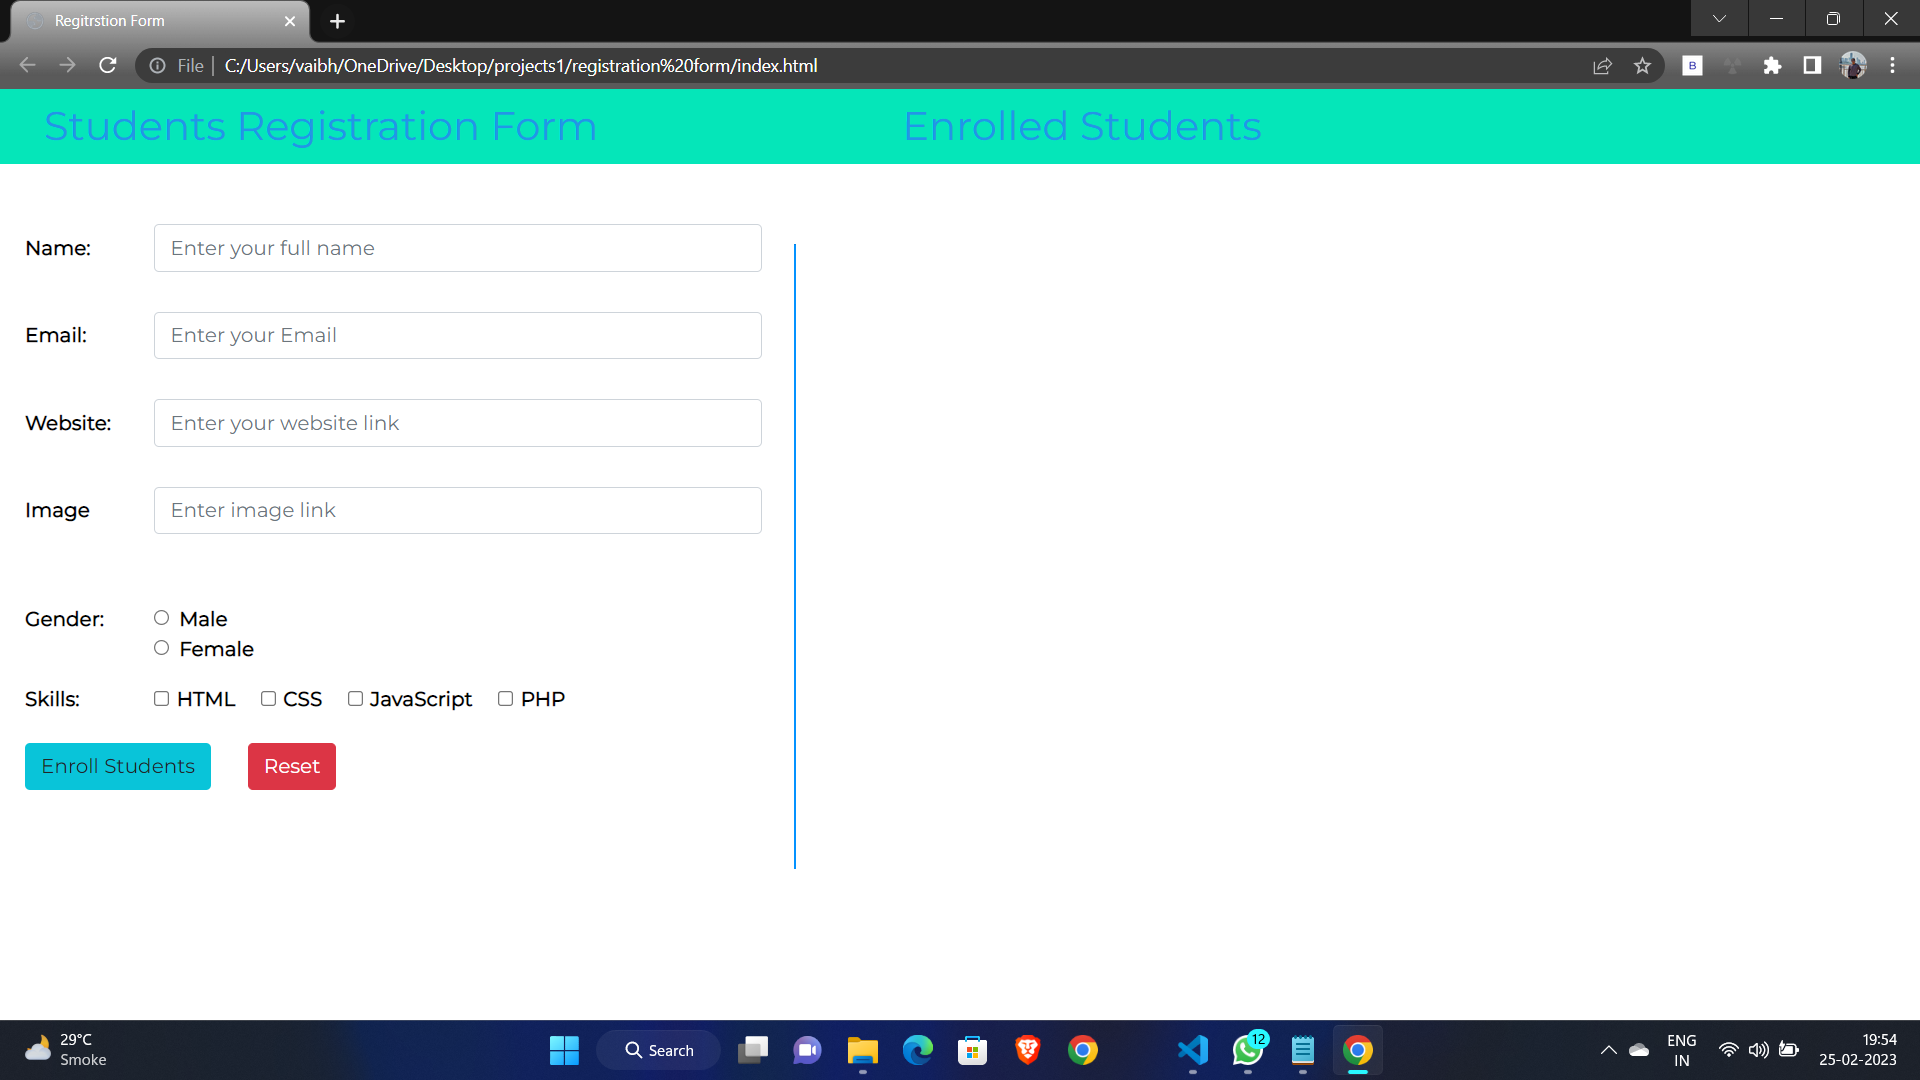 Regitrstion Form
File | C:/Users/vaibh/OneDrive/Desktop/projects1/registration%20form/index.html
B
Students Registration Form
Enrolled Students
Name:
Enter your full name
Email:
Enter your Email
Website:
Enter your website link
Image
Enter image link
Gender:
Male
Female
Skills:
HTML
CSS
JavaScript
PHP
Enroll Students
Reset
29°C
Smoke
Search
12
ENG
IN
19:54
25-02-2023